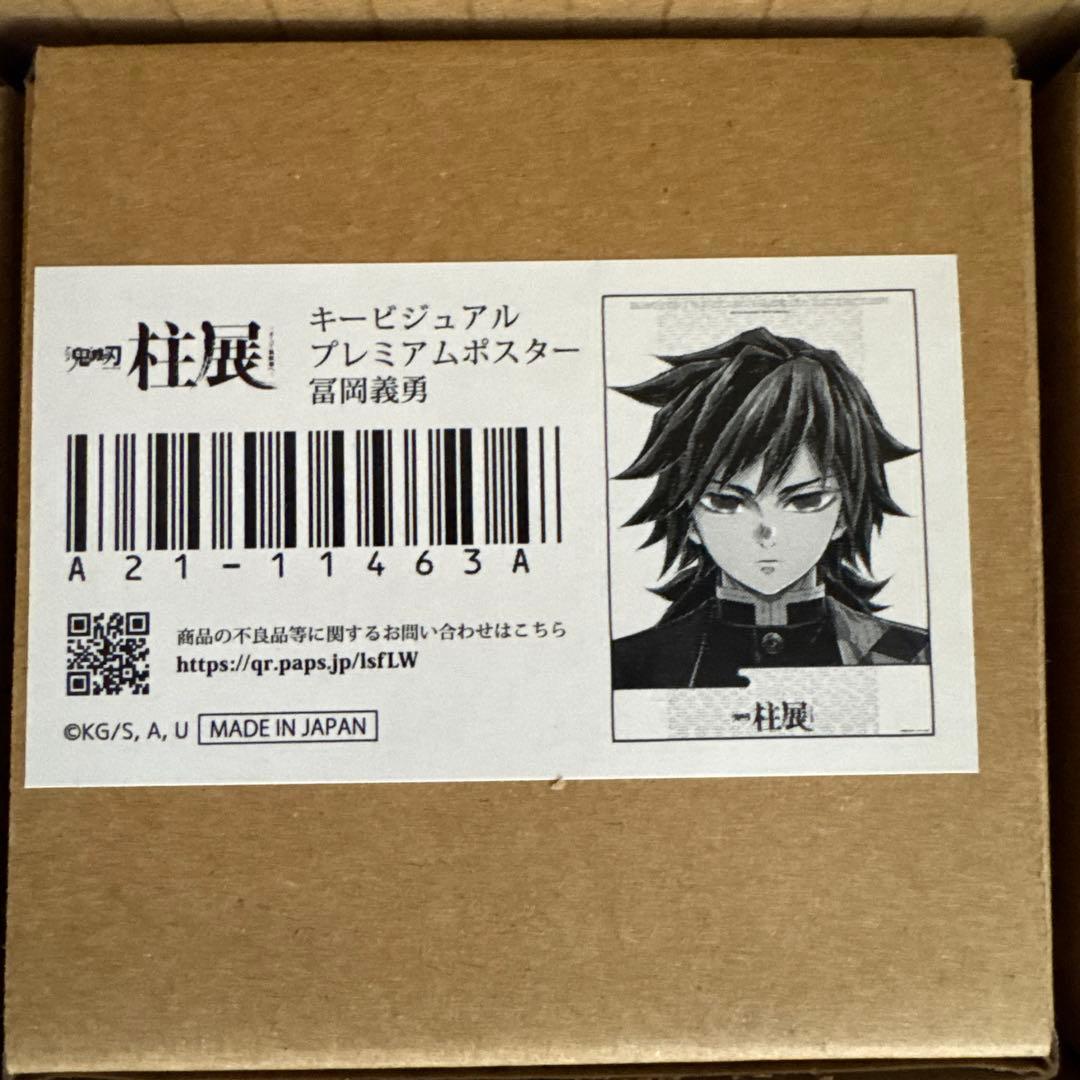 鬼滅の刃 柱展
キービジュアル
プレミアムポスター
冨岡義勇
A21-11463A
商品の不良品等に関するお問い合わせはこちら
https://qr.paps.jp/lsfLW
©KG/S, A, U MADE IN JAPAN
柱展